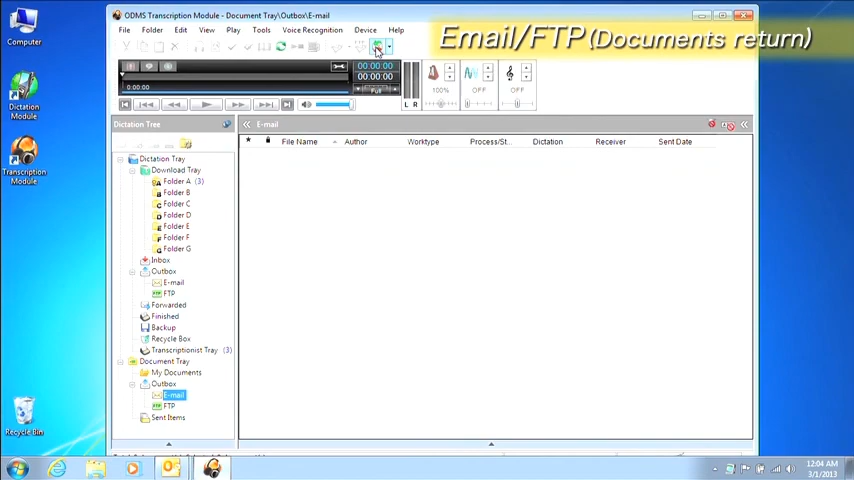 ODMS Transcription Module - Document Tray\Outbox\E-mail
Email/FTP (Documents return)
File Folder Edit View Play Tools Voice Recognition Device Help
00:00:00
00:00:00
0:00:00
Full
L R
100% OFF OFF
Dictation Tree
E-mail
File Name Author Worktype Process/St... Dictation Receiver Sent Date
Dictation Tray
Download Tray
Folder A (3)
Folder B
Folder C
Folder D
Folder E
Folder F
Folder G
Inbox
Outbox
E-mail
FTP
Forwarded
Finished
Backup
Recycle Box
Transcriptionist Tray (3)
Document Tray
My Documents
Outbox
E-mail
FTP
Sent Items
Computer
Dictation
Module
Transcription
Module
Recycle Bin
12:04 AM
3/1/2013